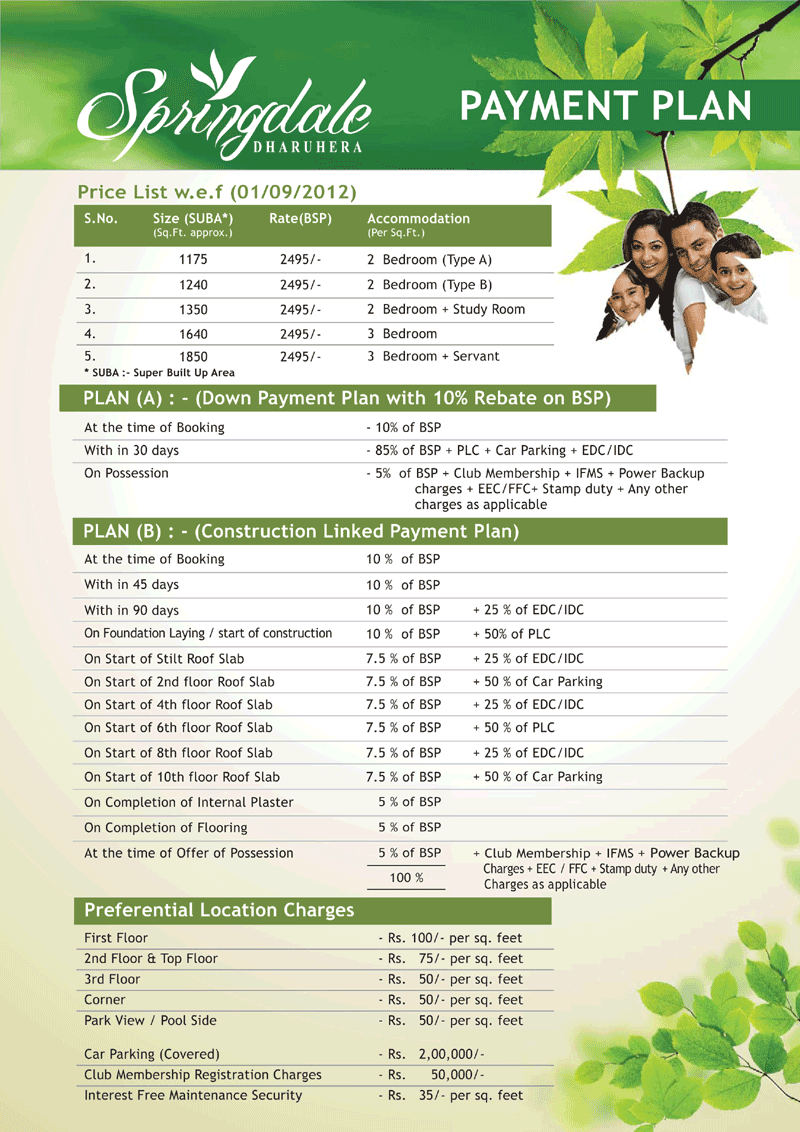 Springdale
DHARUHERA
PAYMENT PLAN
Price List w.e.f (01/09/2012)
S.No. Size (SUBA*) Rate(BSP) Accommodation
(Sq.Ft. approx.) (Per Sq.Ft.)
1. 1175 2495/- 2 Bedroom (Type A)
2. 1240 2495/- 2 Bedroom (Type B)
3. 1350 2495/- 2 Bedroom + Study Room
4. 1640 2495/- 3 Bedroom
5. 1850 2495/- 3 Bedroom + Servant
* SUBA :- Super Built Up Area
PLAN (A) : - (Down Payment Plan with 10% Rebate on BSP)
At the time of Booking - 10% of BSP
With in 30 days - 85% of BSP + PLC + Car Parking + EDC/IDC
On Possession - 5% of BSP + Club Membership + IFMS + Power Backup
charges + EEC/FFC+ Stamp duty + Any other
charges as applicable
PLAN (B) : - (Construction Linked Payment Plan)
At the time of Booking 10 % of BSP
With in 45 days 10 % of BSP
With in 90 days 10 % of BSP + 25 % of EDC/IDC
On Foundation Laying / start of construction 10 % of BSP + 50% of PLC
On Start of Stilt Roof Slab 7.5 % of BSP + 25 % of EDC/IDC
On Start of 2nd floor Roof Slab 7.5 % of BSP + 50 % of Car Parking
On Start of 4th floor Roof Slab 7.5 % of BSP + 25 % of EDC/IDC
On Start of 6th floor Roof Slab 7.5 % of BSP + 50 % of PLC
On Start of 8th floor Roof Slab 7.5 % of BSP + 25 % of EDC/IDC
On Start of 10th floor Roof Slab 7.5 % of BSP + 50 % of Car Parking
On Completion of Internal Plaster 5 % of BSP
On Completion of Flooring 5 % of BSP
At the time of Offer of Possession 5 % of BSP + Club Membership + IFMS + Power Backup
Charges + EEC / FFC + Stamp duty + Any other
100 % Charges as applicable
Preferential Location Charges
First Floor - Rs. 100/- per sq. feet
2nd Floor & Top Floor - Rs. 75/- per sq. feet
3rd Floor - Rs. 50/- per sq. feet
Corner - Rs. 50/- per sq. feet
Park View / Pool Side - Rs. 50/- per sq. feet
Car Parking (Covered) - Rs. 2,00,000/-
Club Membership Registration Charges - Rs. 50,000/-
Interest Free Maintenance Security - Rs. 35/- per sq. feet